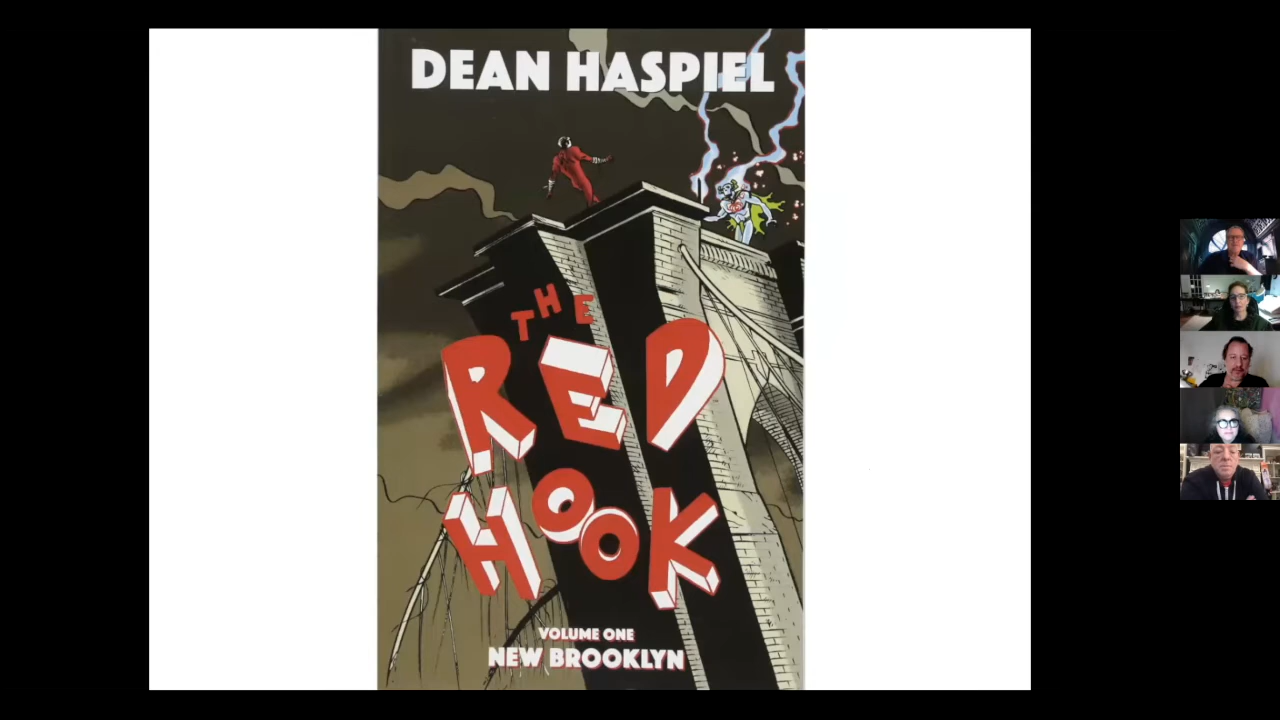 DEAN HASPIEL
THE
RED
HOOK
VOLUME ONE
NEW BROOKLYN